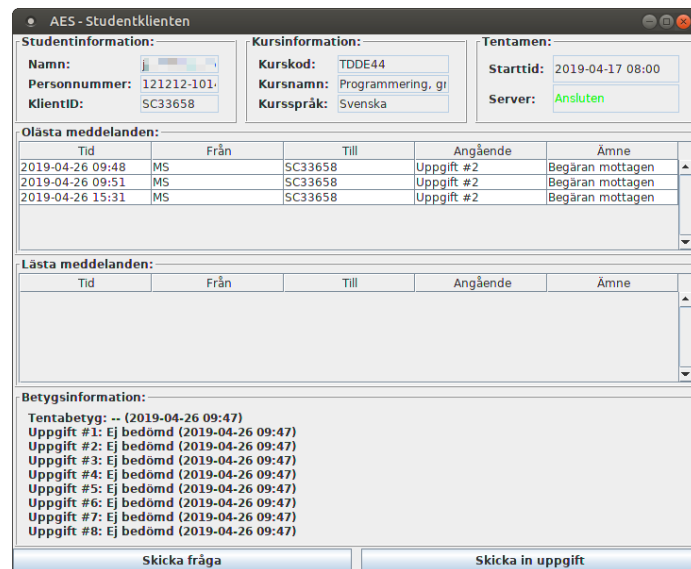 AES - Studentklienten
Studentinformation:
Namn:
Personnummer: 121212-101
KlientID: SC33658
Kursinformation:
Kurskod: TDDE44
Kursnamn: Programmering, gr
Kursspråk: Svenska
Tentamen:
Starttid: 2019-04-17 08:00
Server: Ansluten
Olästa meddelanden:
Tid Från Till Angående Ämne
2019-04-26 09:48 MS SC33658 Uppgift #2 Begäran mottagen
2019-04-26 09:51 MS SC33658 Uppgift #2 Begäran mottagen
2019-04-26 15:31 MS SC33658 Uppgift #2 Begäran mottagen
Lästa meddelanden:
Tid Från Till Angående Ämne
Betygsinformation:
Tentabetyg: -- (2019-04-26 09:47)
Uppgift #1: Ej bedömd (2019-04-26 09:47)
Uppgift #2: Ej bedömd (2019-04-26 09:47)
Uppgift #3: Ej bedömd (2019-04-26 09:47)
Uppgift #4: Ej bedömd (2019-04-26 09:47)
Uppgift #5: Ej bedömd (2019-04-26 09:47)
Uppgift #6: Ej bedömd (2019-04-26 09:47)
Uppgift #7: Ej bedömd (2019-04-26 09:47)
Uppgift #8: Ej bedömd (2019-04-26 09:47)
Skicka fråga
Skicka in uppgift